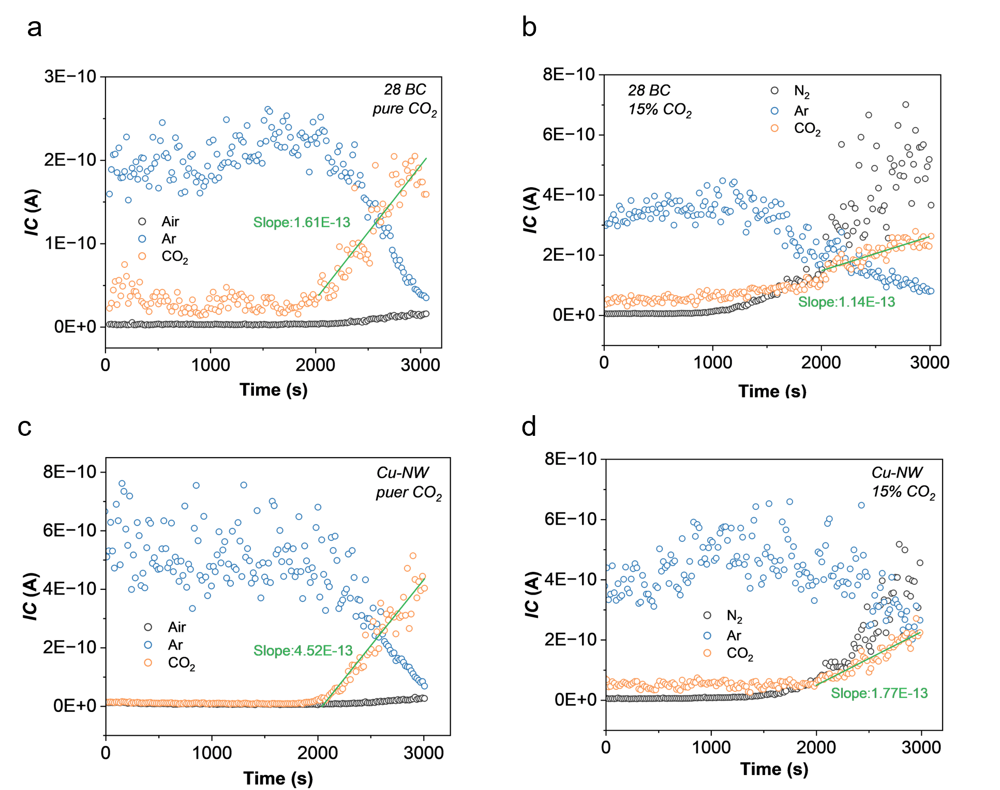 a
3E−10
2E−10
1E−10
0E+0
IC (A)
28 BC
pure CO2
Slope:1.61E-13
Air
Ar
CO2
0 1000 2000 3000
Time (s)
b
8E−10
6E−10
4E−10
2E−10
0E+0
IC (A)
28 BC
15% CO2
N2
Ar
CO2
Slope:1.14E-13
0 1000 2000 3000
Time (s)
c
8E−10
6E−10
4E−10
2E−10
0E+0
IC (A)
Cu-NW
puer CO2
Air
Ar
CO2
Slope:4.52E-13
0 1000 2000 3000
Time (s)
d
8E−10
6E−10
4E−10
2E−10
0E+0
IC (A)
Cu-NW
15% CO2
N2
Ar
CO2
Slope:1.77E-13
0 1000 2000 3000
Time (s)